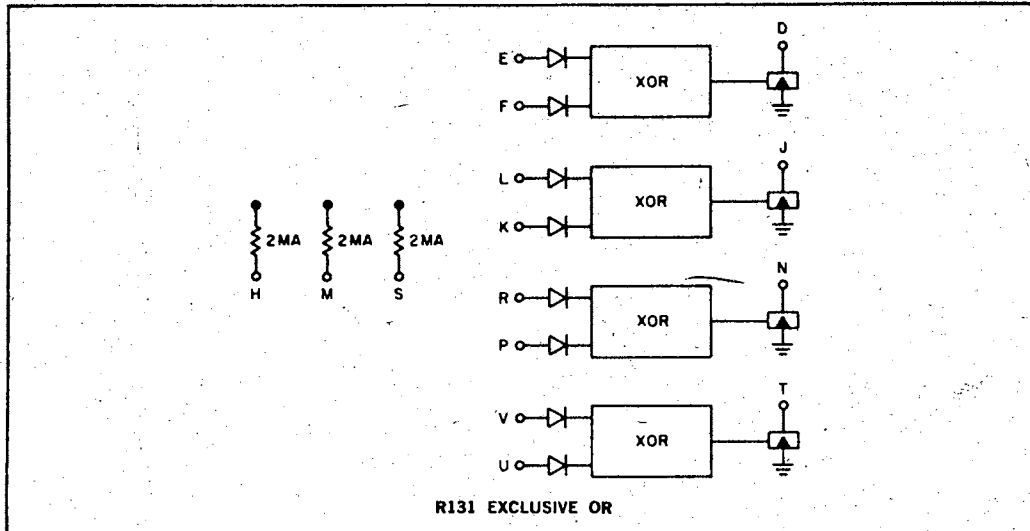 D
E
XOR
F
J
L
XOR
K
2MA 2MA 2MA
H M S
N
R
XOR
P
T
V
XOR
U
R131 EXCLUSIVE OR